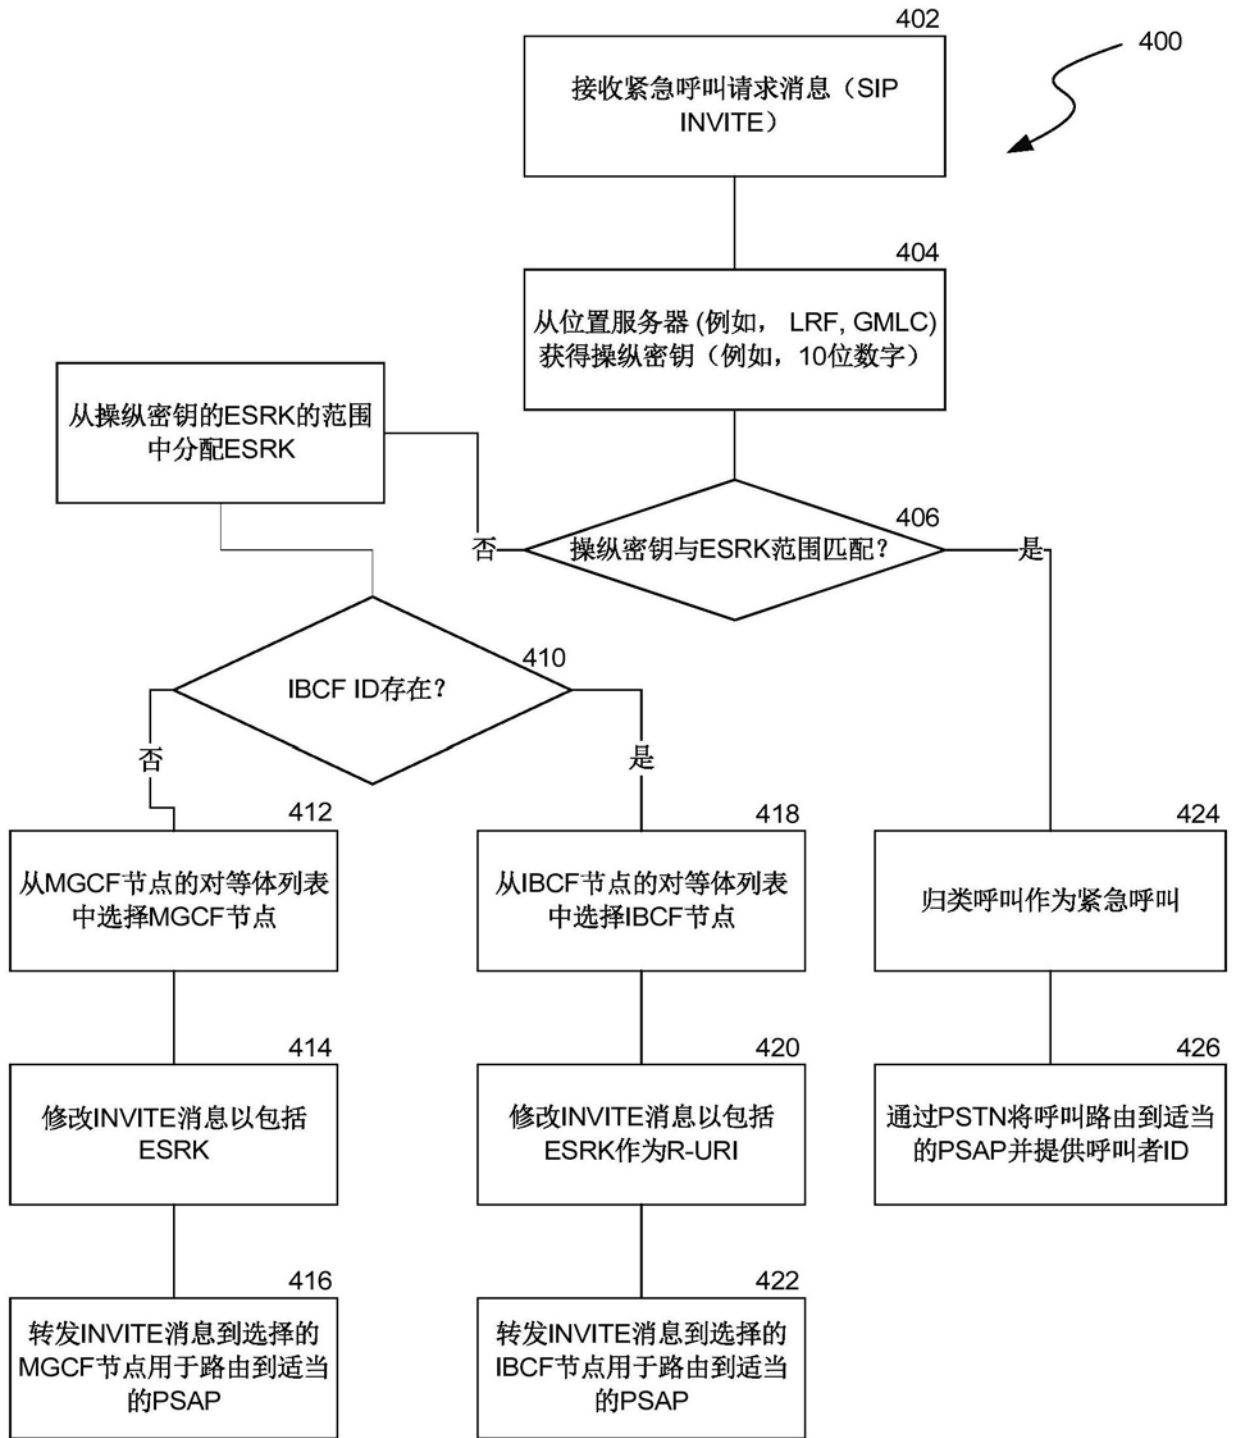 402
400
接收紧急呼叫请求消息（SIP
INVITE）
404
从位置服务器 (例如， LRF, GMLC)
获得操纵密钥（例如，10位数字）
从操纵密钥的ESRK的范围
中分配ESRK
406
操纵密钥与ESRK范围匹配？
否
是
410
IBCF ID存在？
否
是
412
从MGCF节点的对等体列表
中选择MGCF节点
418
从IBCF节点的对等体列表
中选择IBCF节点
424
归类呼叫作为紧急呼叫
414
修改INVITE消息以包括
ESRK
420
修改INVITE消息以包括
ESRK作为R-URI
426
通过PSTN将呼叫路由到适当
的PSAP并提供呼叫者ID
416
转发INVITE消息到选择的
MGCF节点用于路由到适当
的PSAP
422
转发INVITE消息到选择的
IBCF节点用于路由到适当
的PSAP